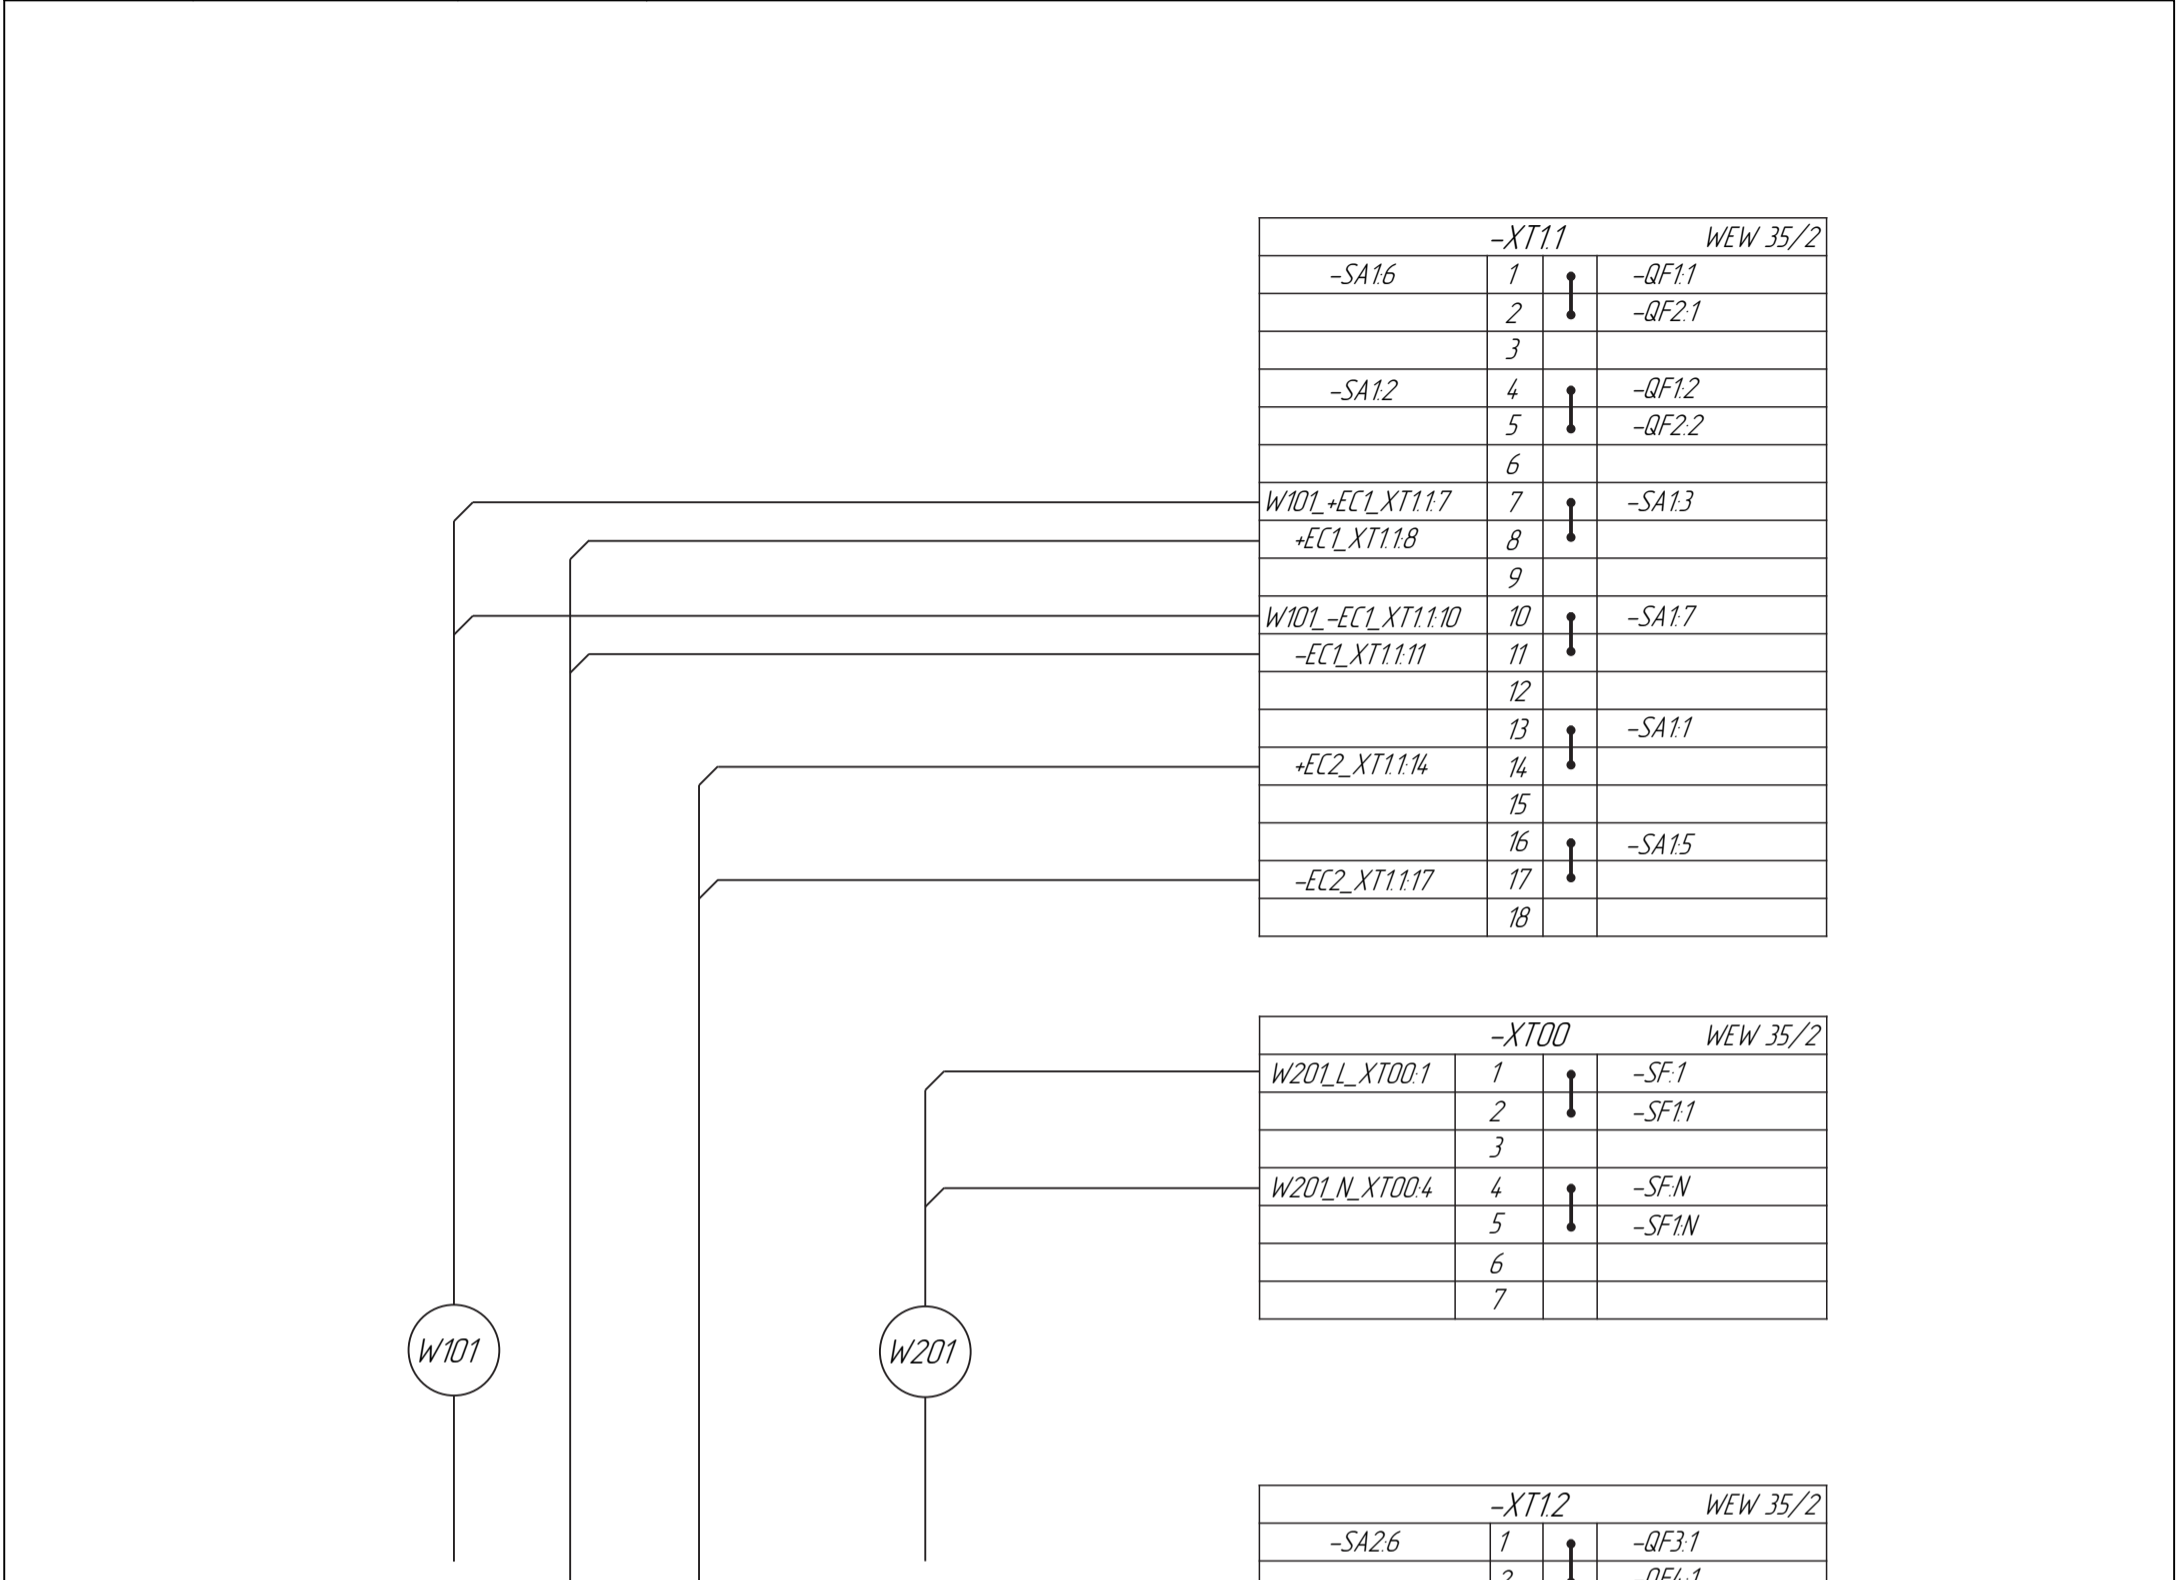 -XT1.1 WEW 35/2
-SA1:6 1 -QF1:1
2 -QF2:1
3
-SA1:2 4 -QF1:2
5 -QF2:2
6
W101_+EC1_XT1.1:7 7 -SA1:3
+EC1_XT1.1:8 8
9
W101_-EC1_XT1.1:10 10 -SA1:7
-EC1_XT1.1:11 11
12
13 -SA1:1
+EC2_XT1.1:14 14
15
16 -SA1:5
-EC2_XT1.1:17 17
18
-XT00 WEW 35/2
W201_L_XT00:1 1 -SF:1
2 -SF1:1
3
W201_N_XT00:4 4 -SF:N
5 -SF1:N
6
7
W101
W201
-XT1.2 WEW 35/2
-SA2:6 1 -QF3:1
2 -QF4:1